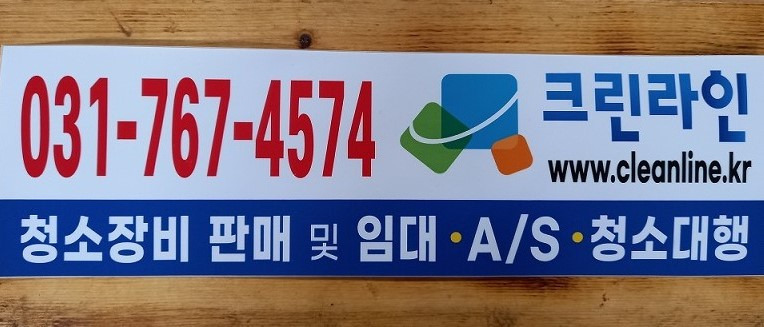 031-767-4574
크린라인
www.cleanline.kr
청소장비 판매 및 임대·A/S·청소대행